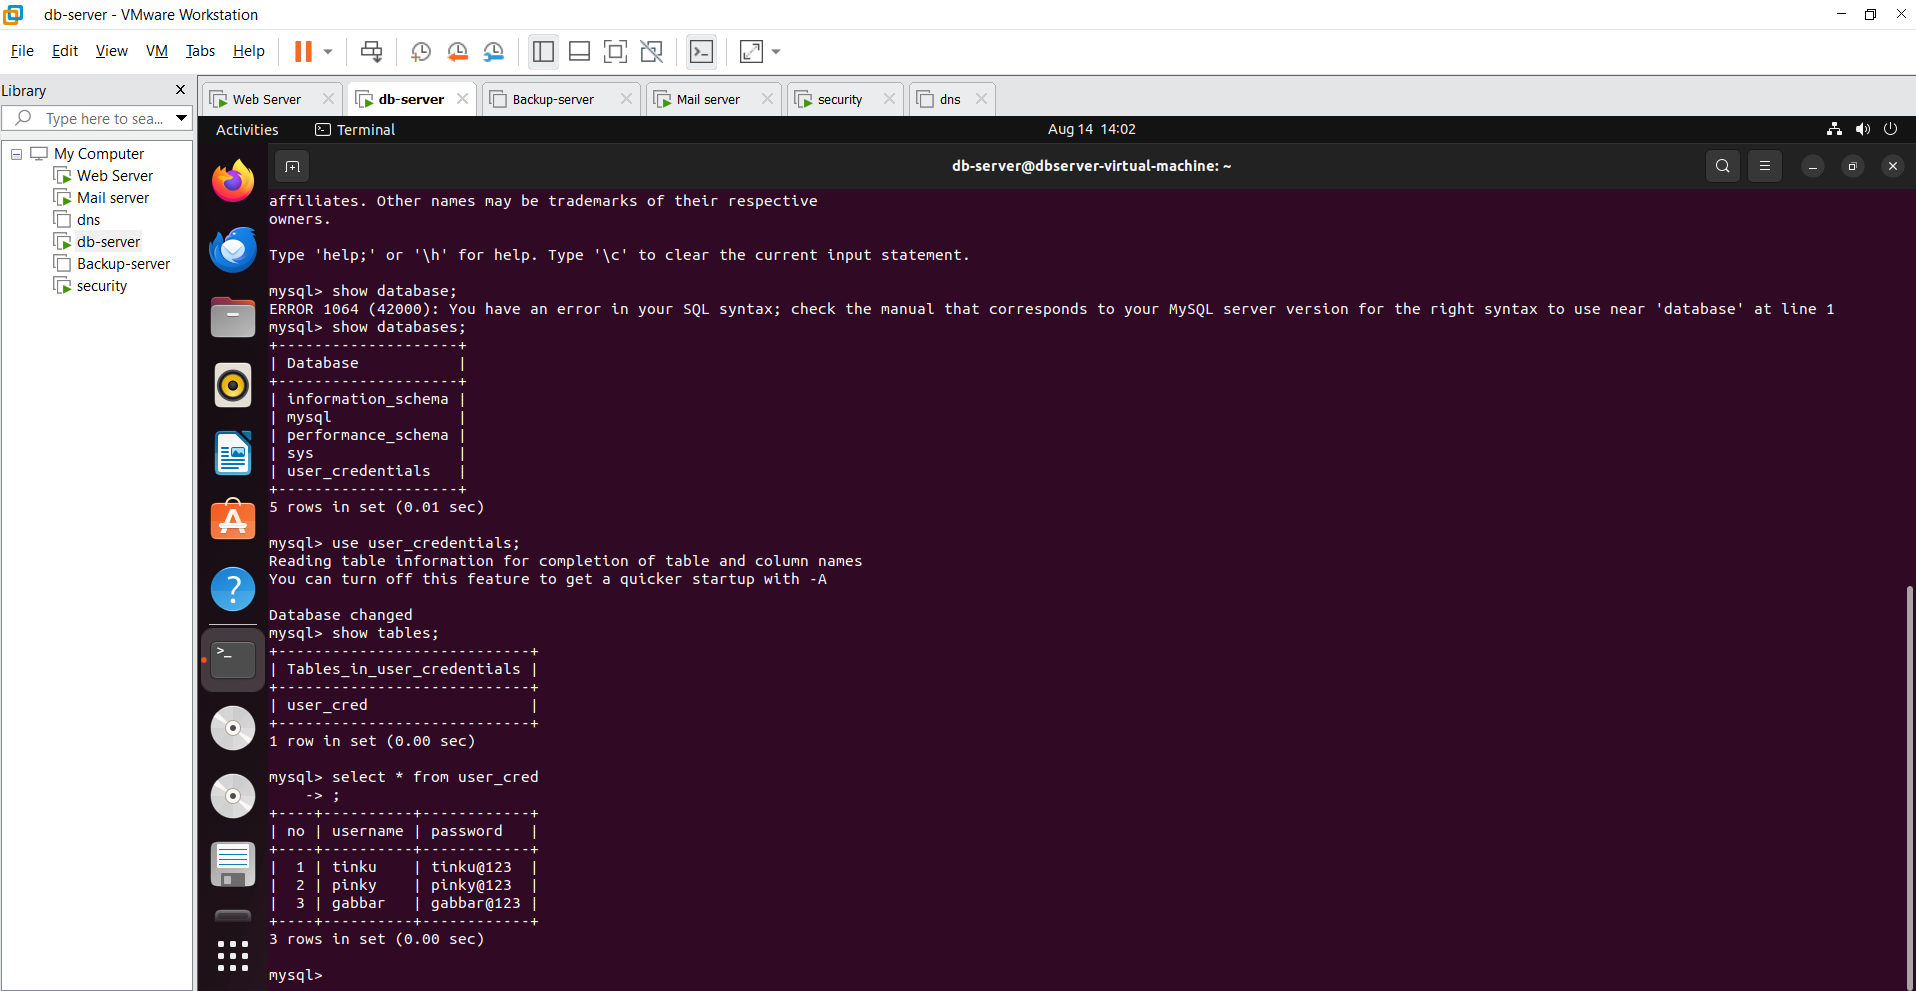 db-server - VMware Workstation
File Edit View VM Tabs Help
Library
Type here to sea...
My Computer
Web Server
Mail server
dns
db-server
Backup-server
security
Web Server db-server Backup-server Mail server security dns
Activities Terminal Aug 14 14:02
db-server@dbserver-virtual-machine: ~
affiliates. Other names may be trademarks of their respective
owners.
Type 'help;' or '\h' for help. Type '\c' to clear the current input statement.
mysql> show database;
ERROR 1064 (42000): You have an error in your SQL syntax; check the manual that corresponds to your MySQL server version for the right syntax to use near 'database' at line 1
mysql> show databases;
+--------------------+
| Database           |
+--------------------+
| information_schema |
| mysql              |
| performance_schema |
| sys                |
| user_credentials   |
+--------------------+
5 rows in set (0.01 sec)
mysql> use user_credentials;
Reading table information for completion of table and column names
You can turn off this feature to get a quicker startup with -A
Database changed
mysql> show tables;
+----------------------------+
| Tables_in_user_credentials |
+----------------------------+
| user_cred                  |
+----------------------------+
1 row in set (0.00 sec)
mysql> select * from user_cred
    -> ;
+----+----------+------------+
| no | username | password   |
+----+----------+------------+
|  1 | tinku    | tinku@123  |
|  2 | pinky    | pinky@123  |
|  3 | gabbar   | gabbar@123 |
+----+----------+------------+
3 rows in set (0.00 sec)
mysql>